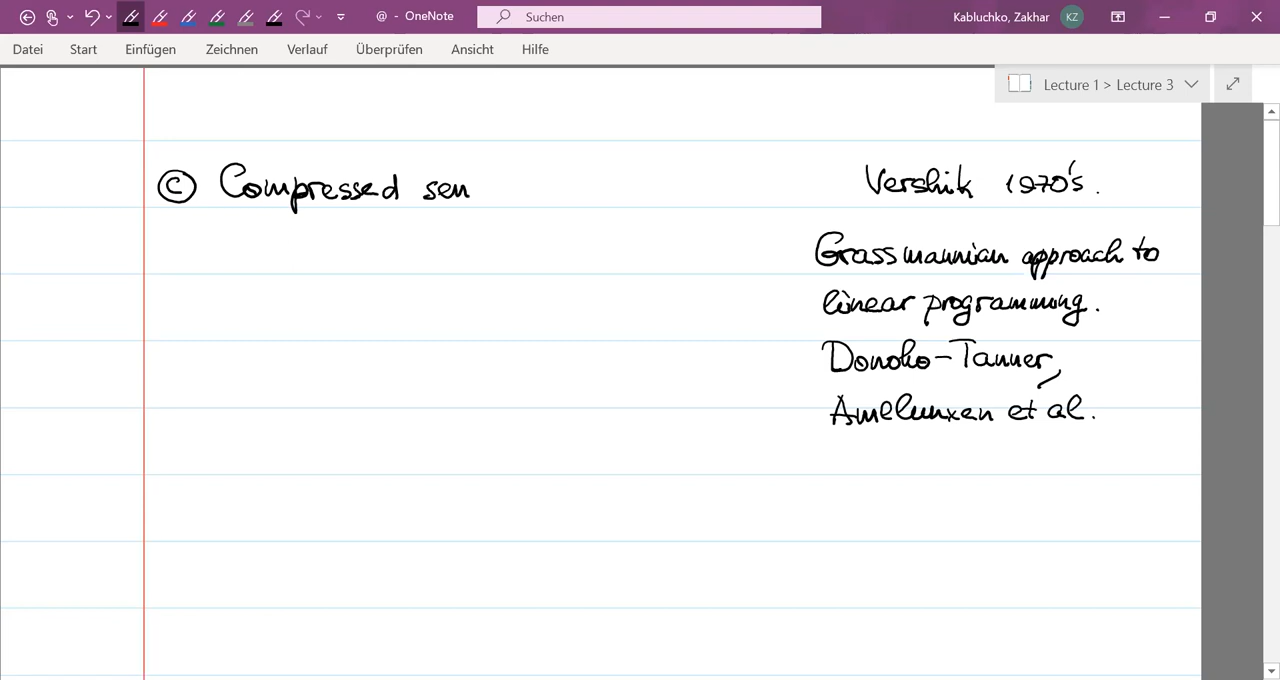 @ - OneNote
Suchen
Kabluchko, Zakhar
KZ
Datei Start Einfügen Zeichnen Verlauf Überprüfen Ansicht Hilfe
Lecture 1 > Lecture 3
© Compressed sen
Vershik 1970's.
Grassmannian approach to
linear programming.
Donoho-Tanner,
Amelunxen et al.